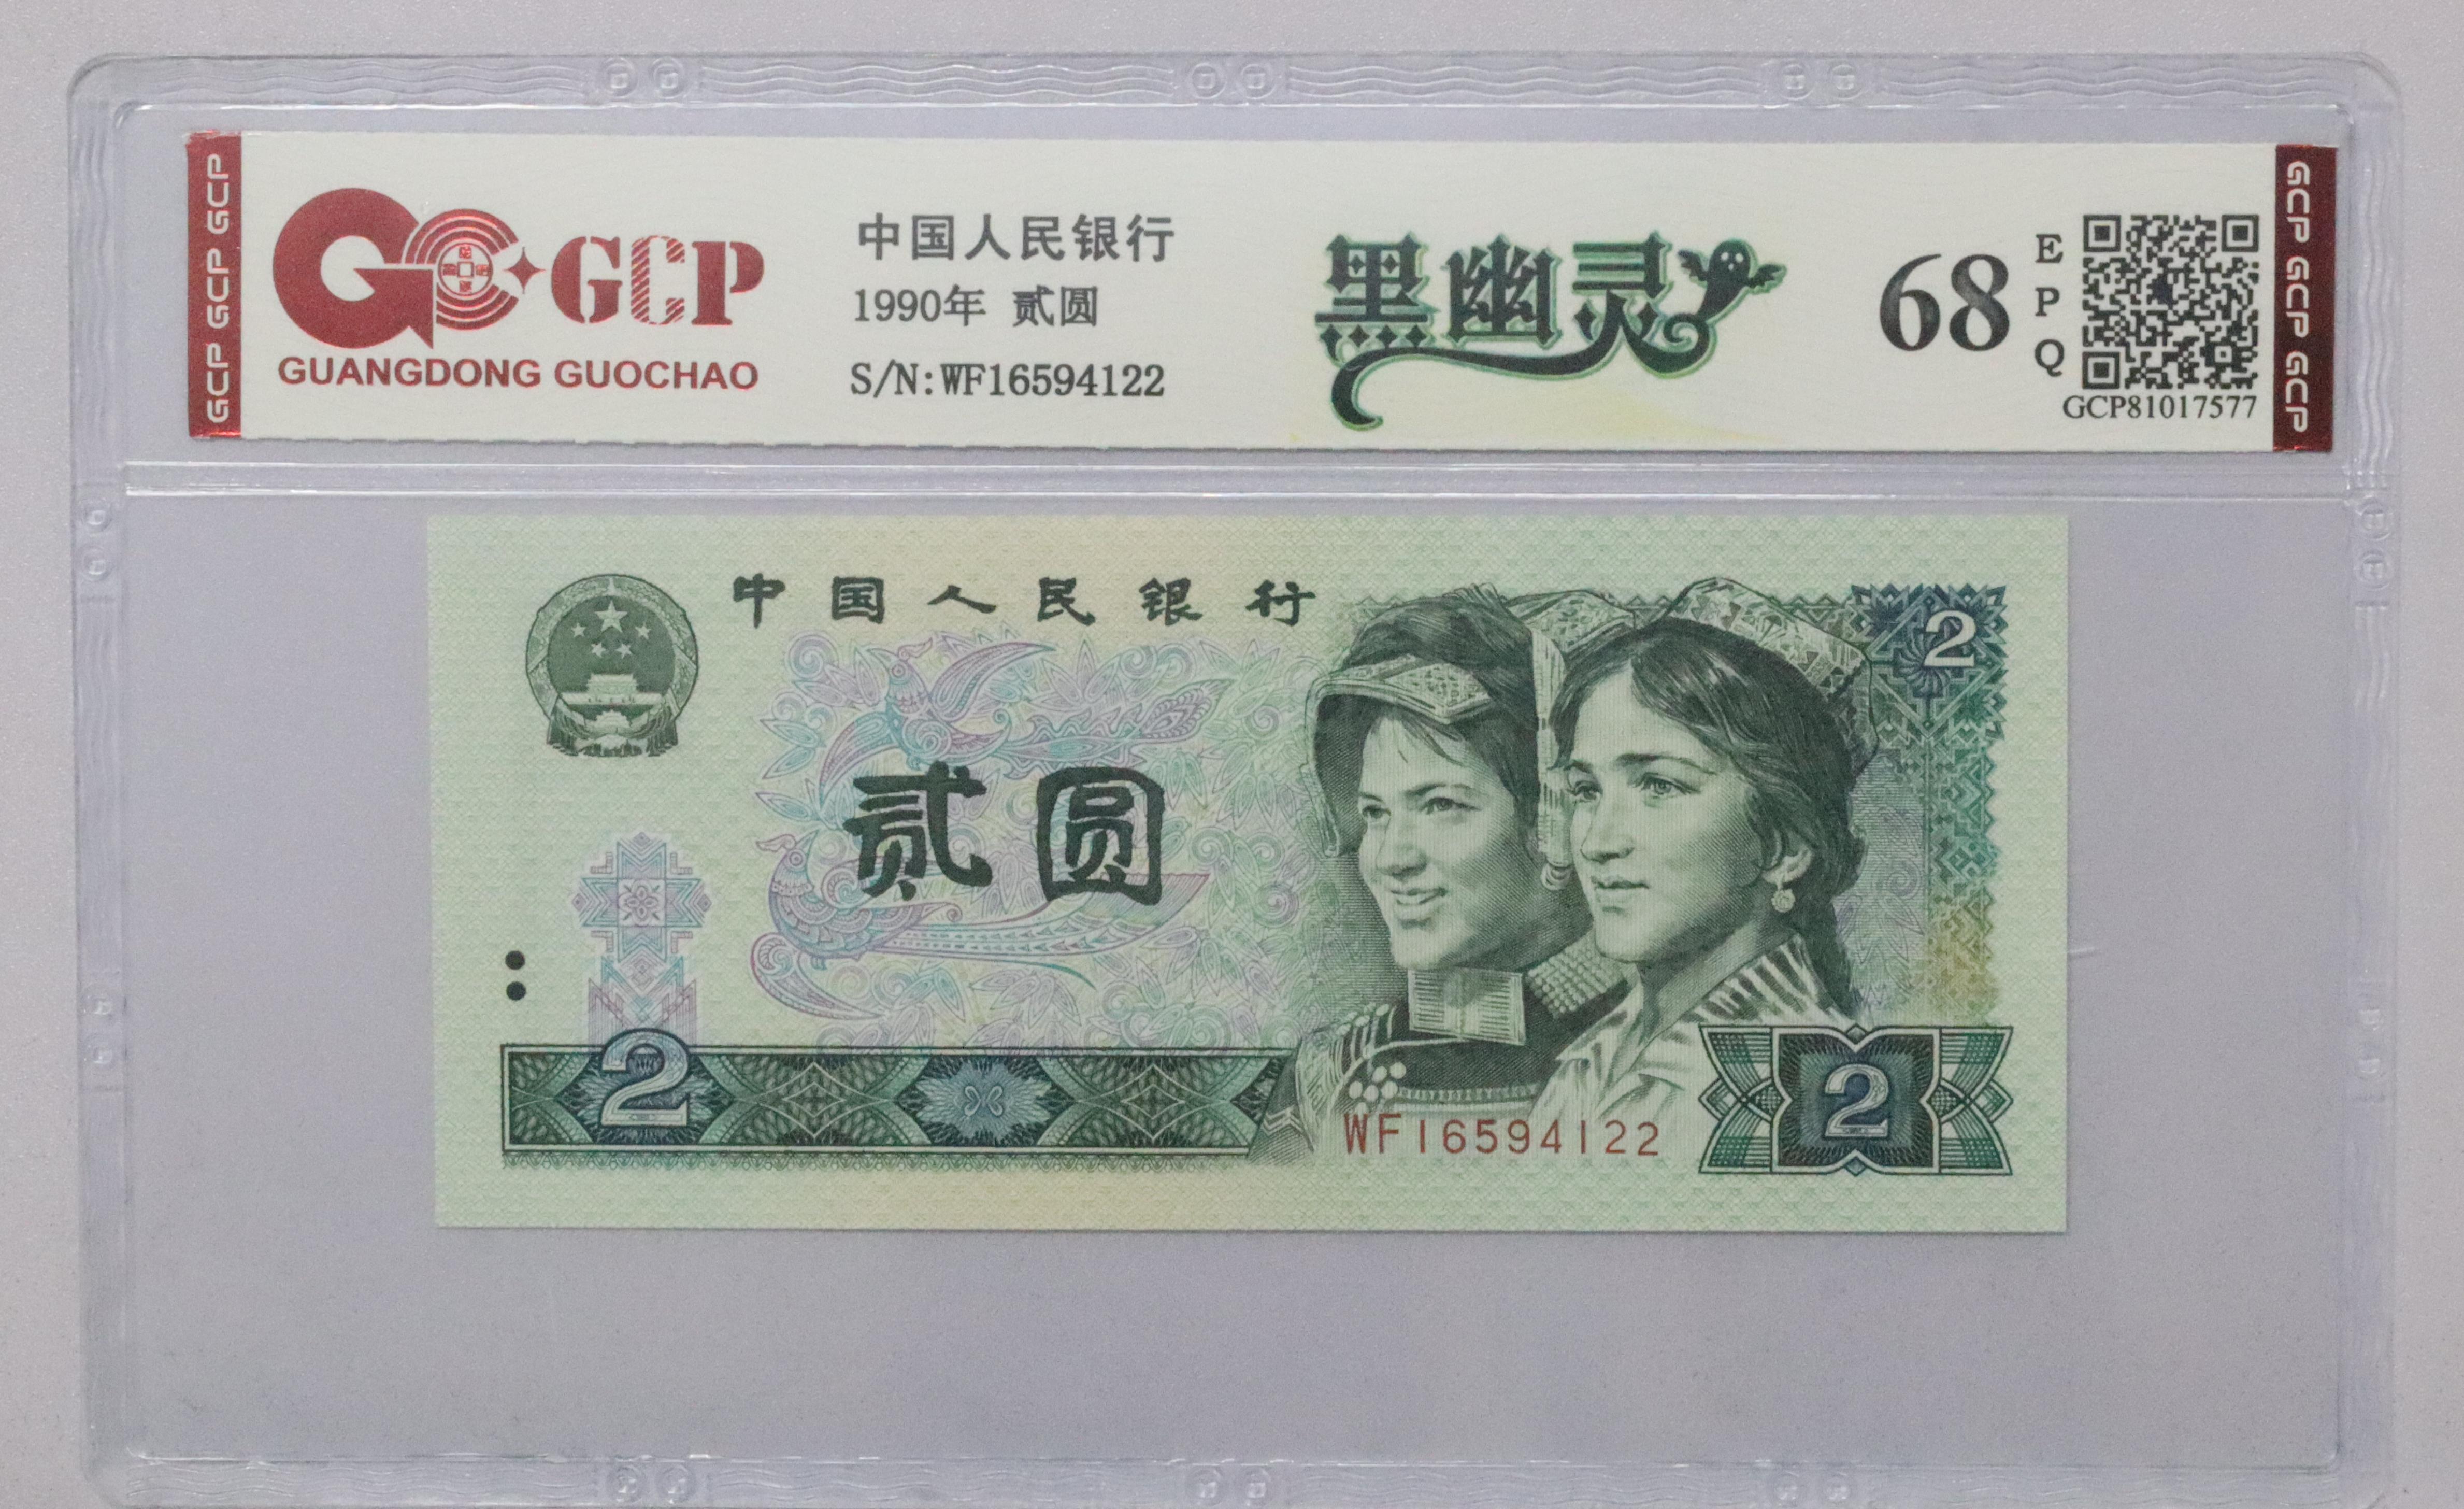 GCP GCP GCP
GCP
GUANGDONG GUOCHAO
中国人民银行
1990年 贰圆
S/N:WF16594122
黑幽灵
68
E
P
Q
GCP81017577
GCP GCP GCP
中国人民银行
2
贰圆
2
WF16594122
2